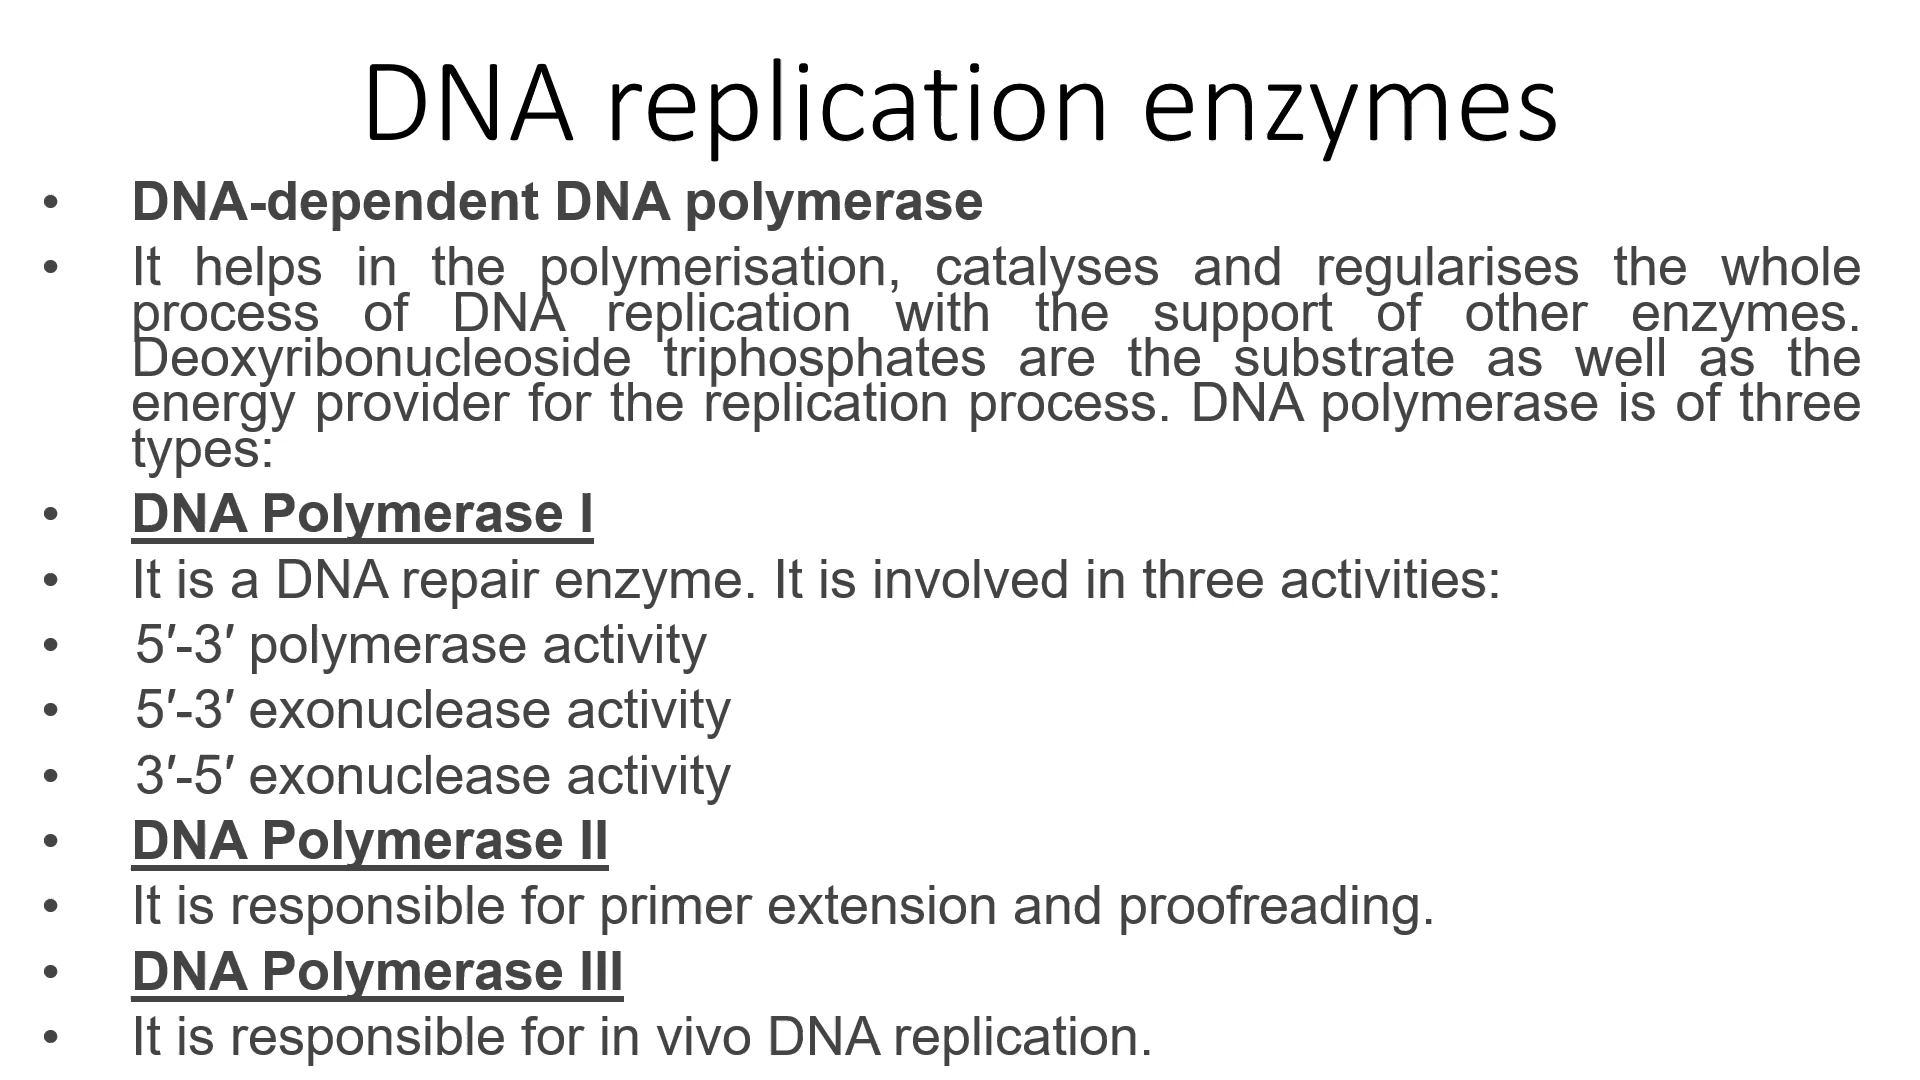 DNA replication enzymes
• DNA-dependent DNA polymerase
• It helps in the polymerisation, catalyses and regularises the whole
process of DNA replication with the support of other enzymes.
Deoxyribonucleoside triphosphates are the substrate as well as the
energy provider for the replication process. DNA polymerase is of three
types:
• DNA Polymerase I
• It is a DNA repair enzyme. It is involved in three activities:
• 5′-3′ polymerase activity
• 5′-3′ exonuclease activity
• 3′-5′ exonuclease activity
• DNA Polymerase II
• It is responsible for primer extension and proofreading.
• DNA Polymerase III
• It is responsible for in vivo DNA replication.